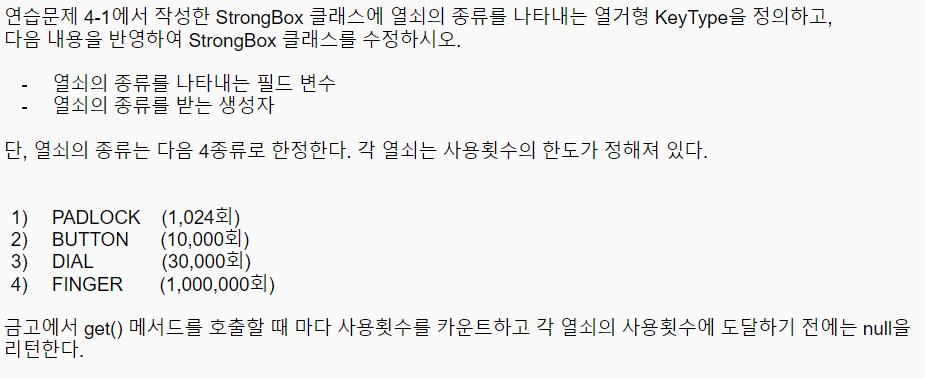 연습문제 4-1에서 작성한 StrongBox 클래스에 열쇠의 종류를 나타내는 열거형 KeyType을 정의하고,
다음 내용을 반영하여 StrongBox 클래스를 수정하시오.
- 열쇠의 종류를 나타내는 필드 변수
- 열쇠의 종류를 받는 생성자
단, 열쇠의 종류는 다음 4종류로 한정한다. 각 열쇠는 사용횟수의 한도가 정해져 있다.
1) PADLOCK (1,024회)
2) BUTTON (10,000회)
3) DIAL (30,000회)
4) FINGER (1,000,000회)
금고에서 get() 메서드를 호출할 때 마다 사용횟수를 카운트하고 각 열쇠의 사용횟수에 도달하기 전에는 null을
리턴한다.